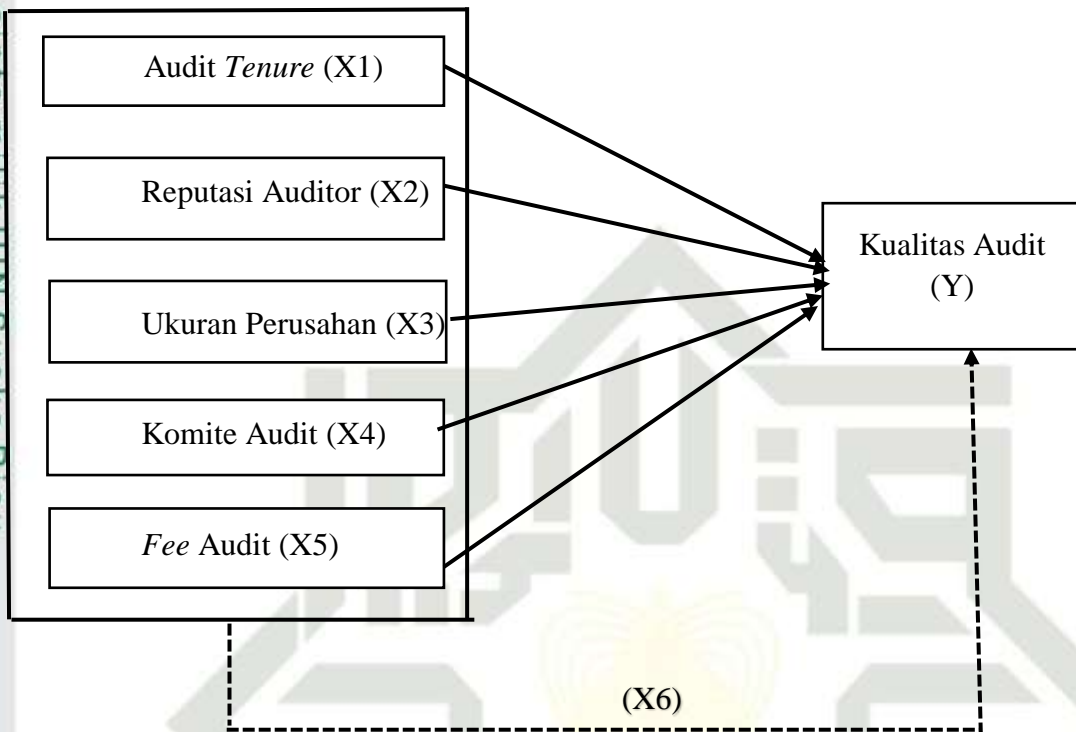 Audit Tenure (X1)
Reputasi Auditor (X2)
Ukuran Perusahan (X3)
Komite Audit (X4)
Fee Audit (X5)
Kualitas Audit
(Y)
(X6)